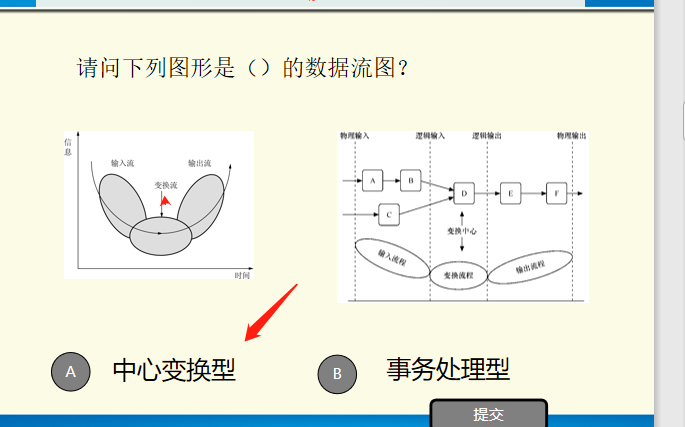 请问下列图形是（）的数据流图？
信息
输入流
输出流
变换流
时间
物理输入
逻辑输入
逻辑输出
物理输出
A
B
C
D
E
F
变换中心
输入流程
变换流程
输出流程
A 中心变换型
B 事务处理型
提交